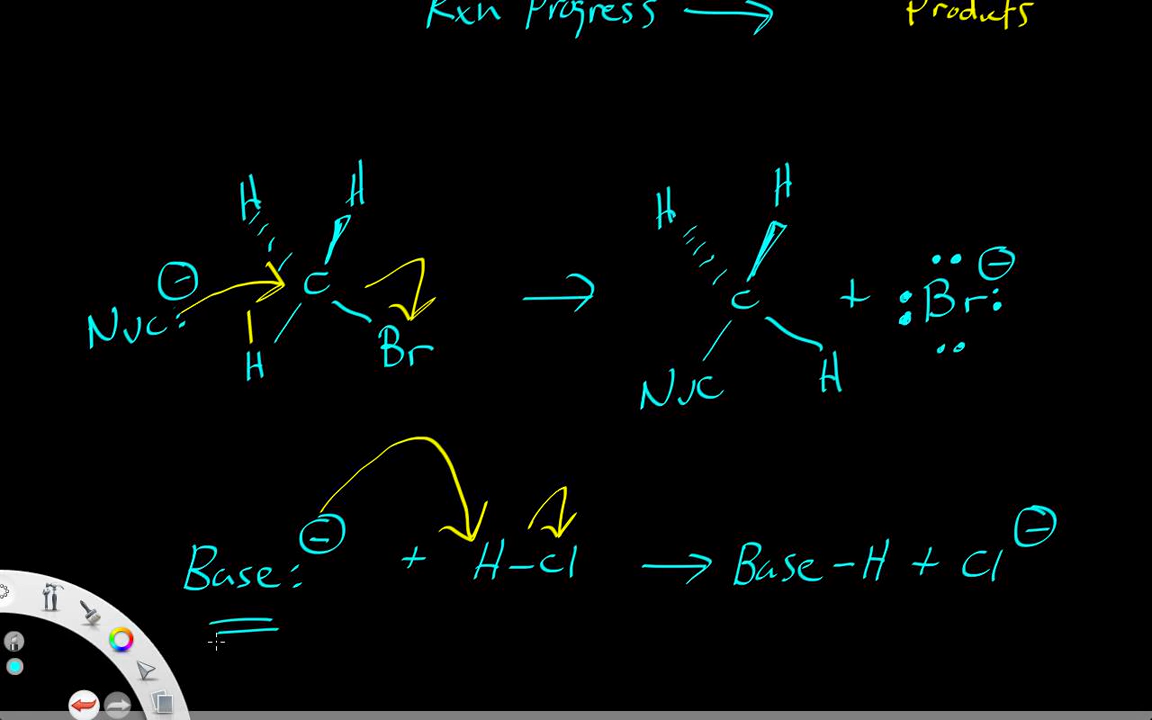 Rxn Progress → Products
H H H H
Nuc: ⊖ C Br → C + :Br: ⊖
H Nuc H
Base: ⊖ + H-Cl → Base-H + Cl ⊖